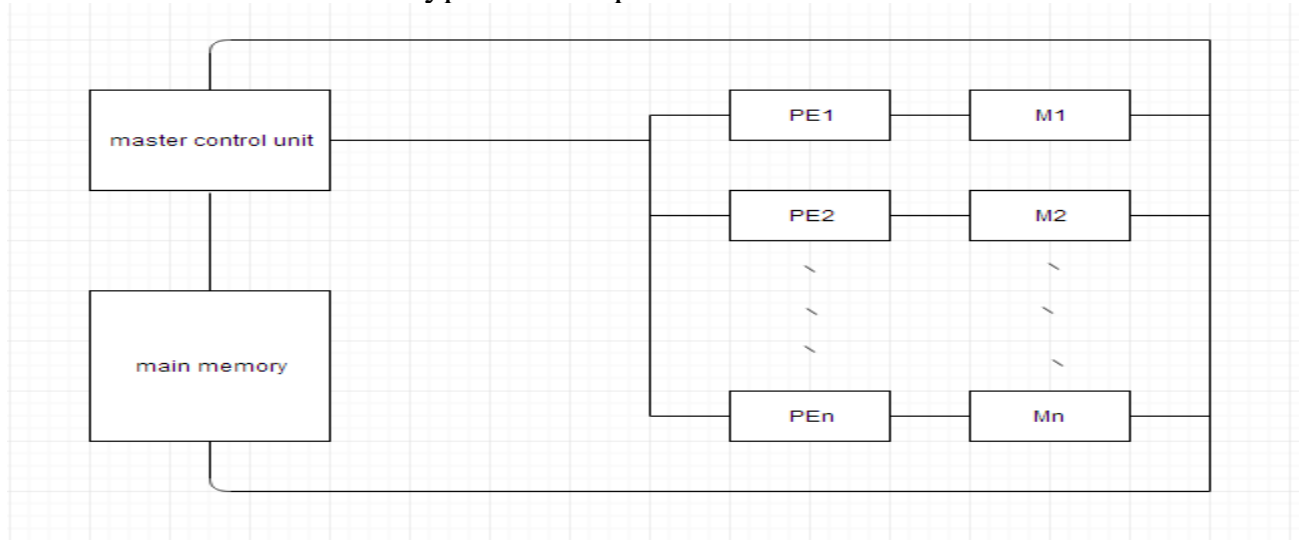 master control unit
PE1
M1
PE2
M2
main memory
PEn
Mn